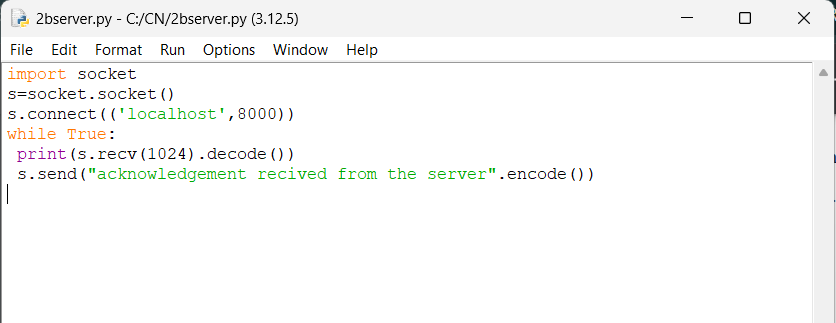 2bserver.py - C:/CN/2bserver.py (3.12.5)
File Edit Format Run Options Window Help
import socket
s=socket.socket()
s.connect(('localhost',8000))
while True:
 print(s.recv(1024).decode())
 s.send("acknowledgement recived from the server".encode())